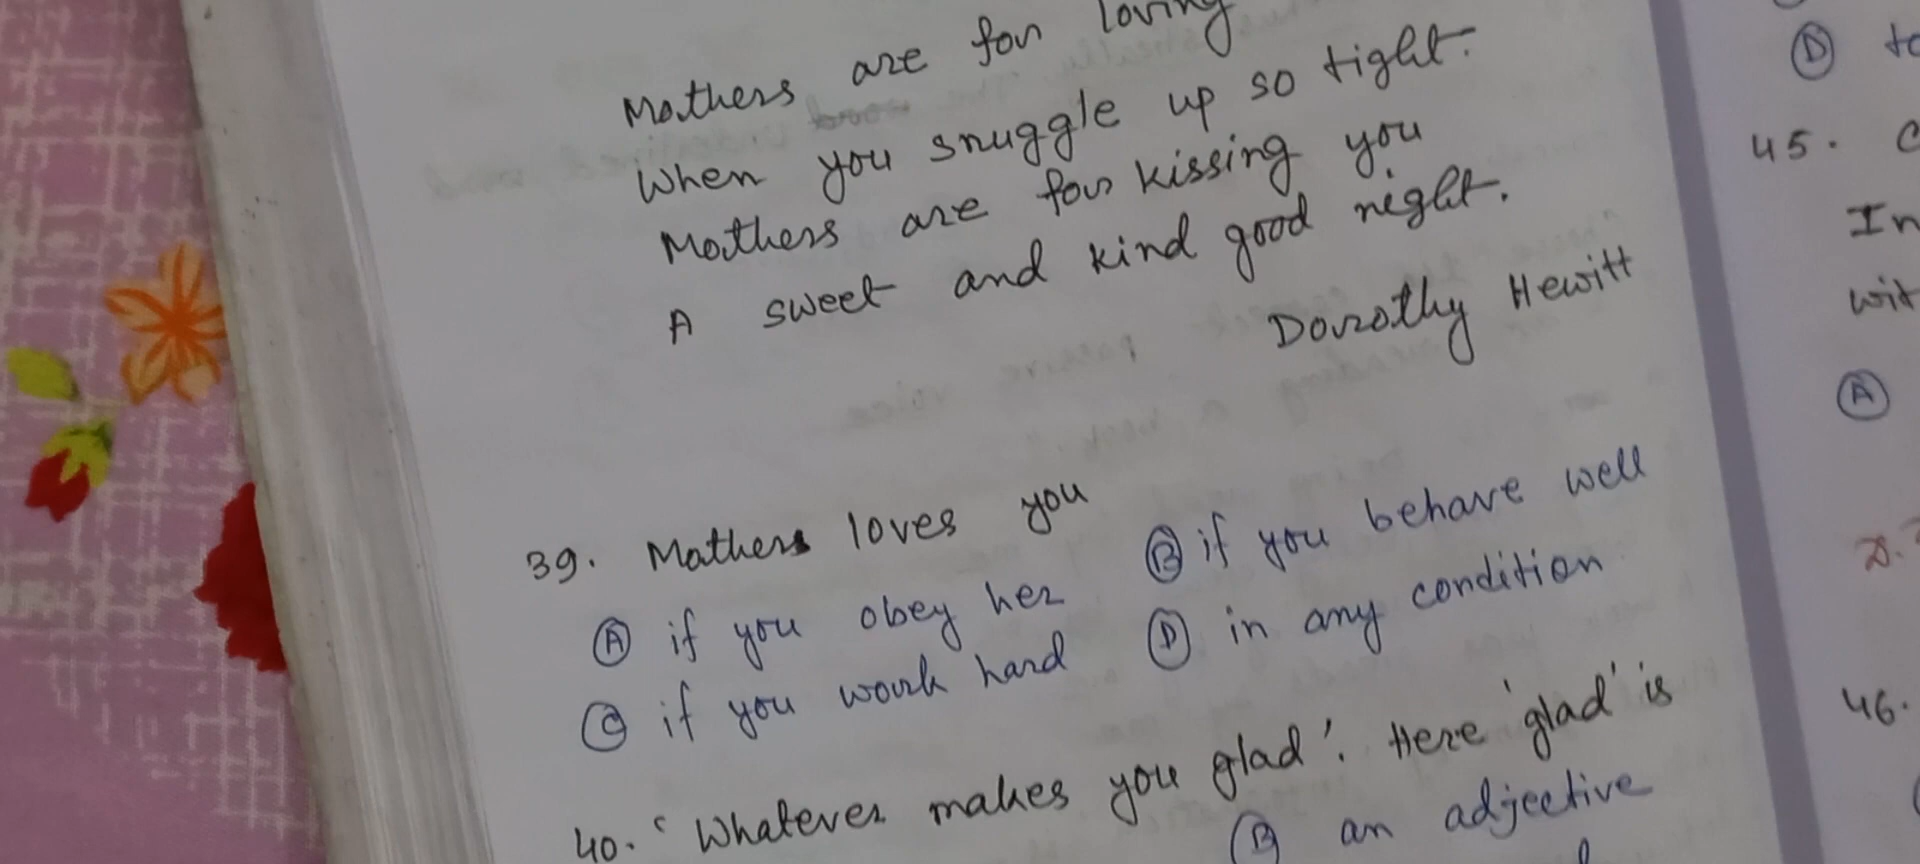 Mothers are for loving
When you snuggle up so tight.
Mothers are for kissing you
A sweet and kind good night.
Dorothy Hewitt
39. Mothers loves you
Ⓐ if you obey her Ⓑ if you behave well
Ⓒ if you work hard Ⓓ in any condition
40. 'Whatever makes you glad'. Here 'glad' is
Ⓑ an adjective
Ⓓ
45.
In
Ⓐ
46.